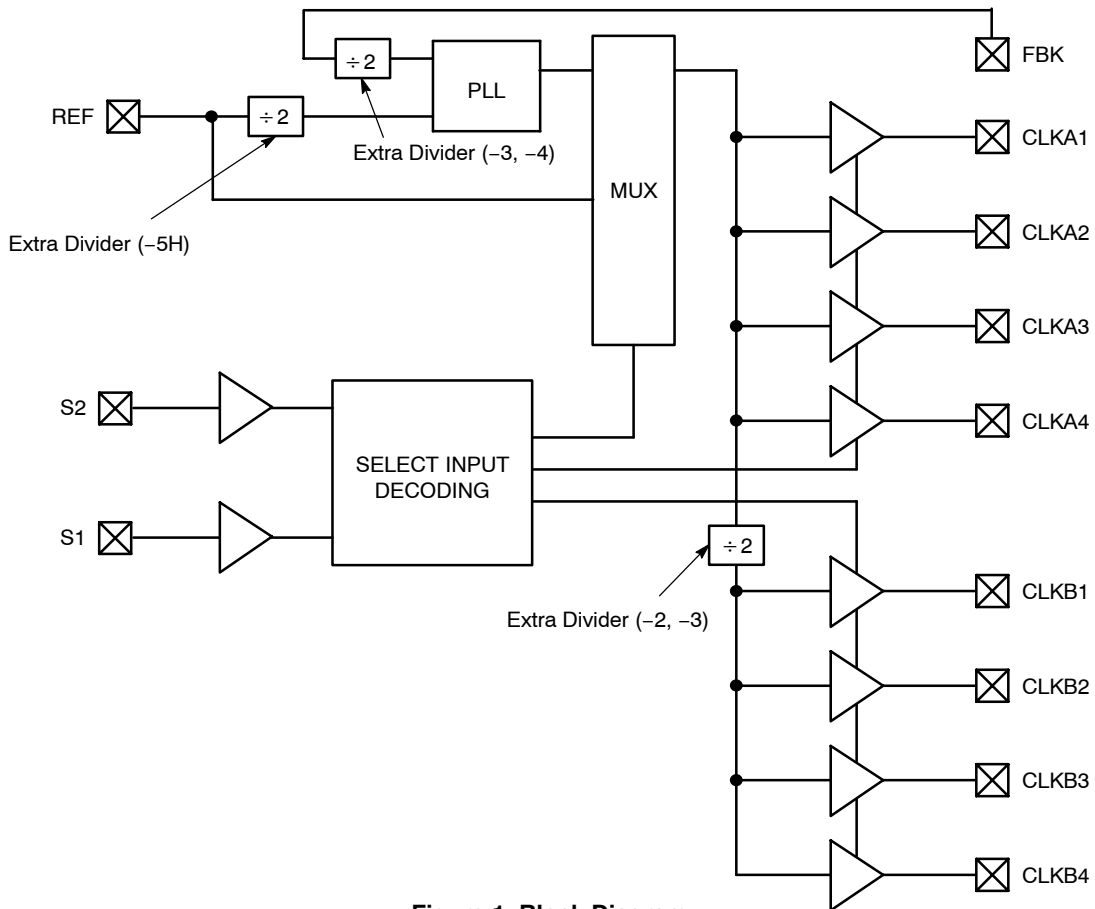 FBK
÷2
PLL
REF
÷2
CLKA1
Extra Divider (−3, −4)
MUX
CLKA2
Extra Divider (−5H)
CLKA3
S2
CLKA4
SELECT INPUT
DECODING
S1
÷2
CLKB1
Extra Divider (−2, −3)
CLKB2
CLKB3
CLKB4